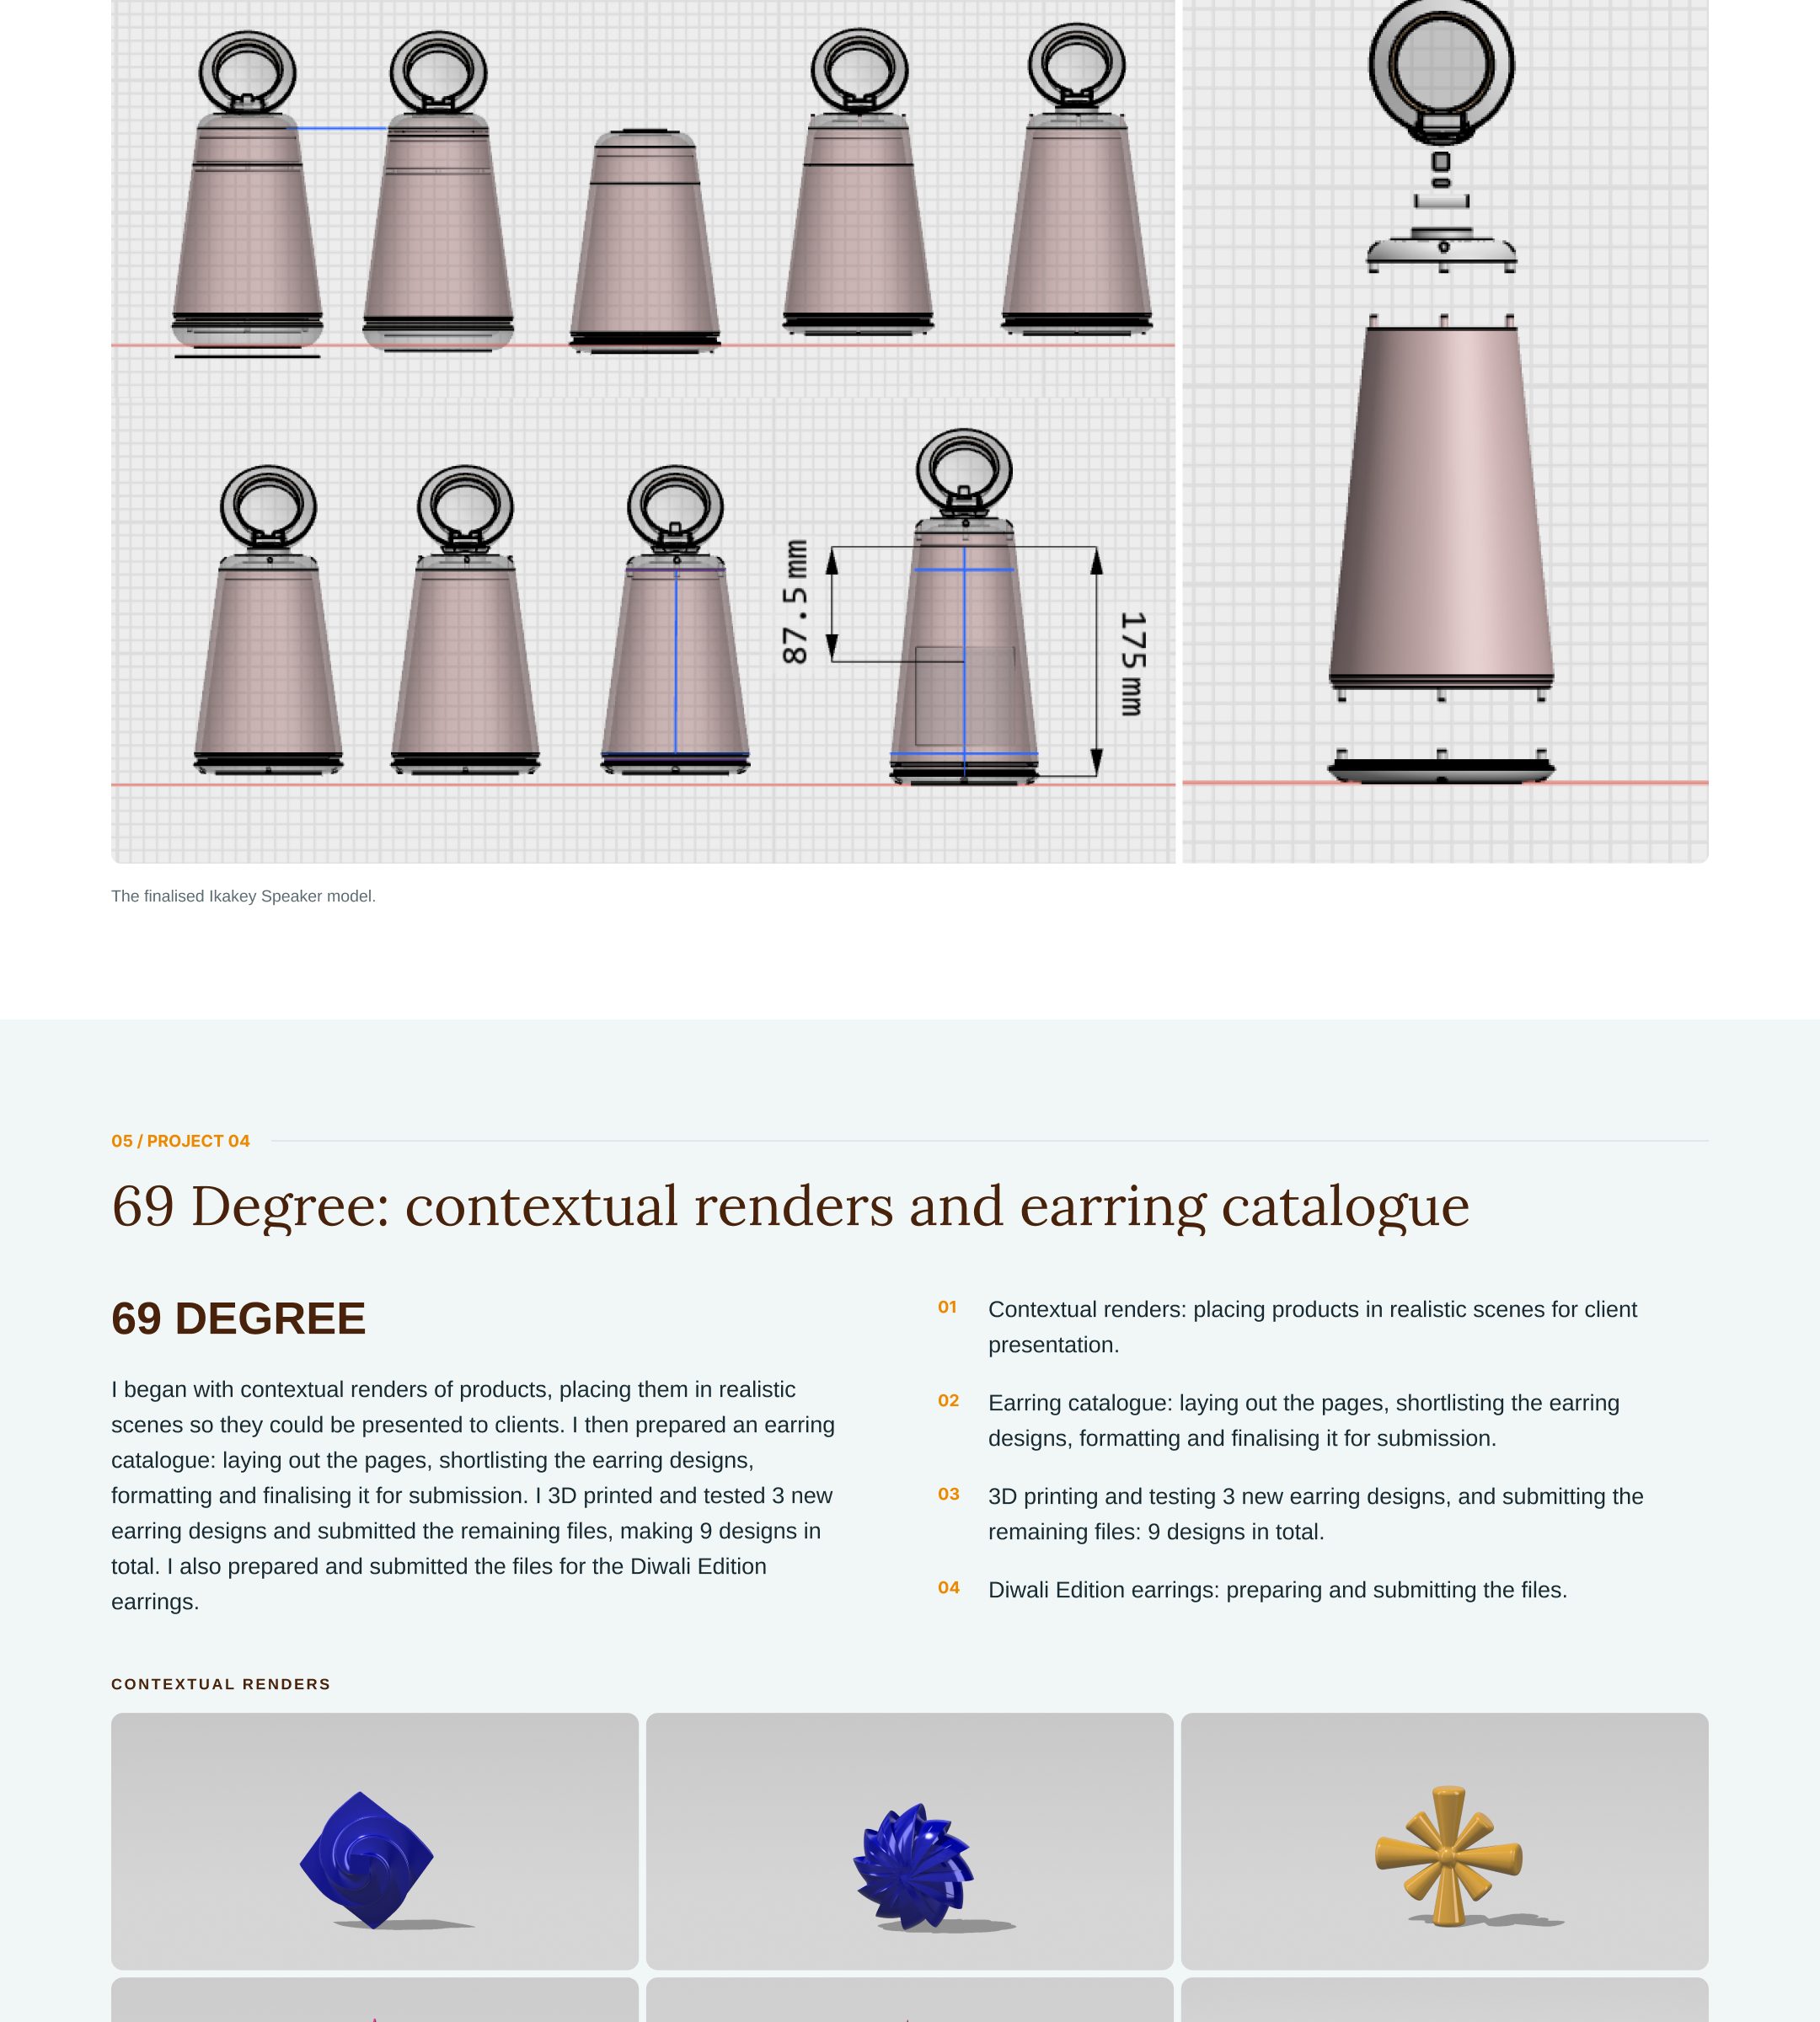 87.5 mm
175 mm
The finalised Ikakey Speaker model.
05 / PROJECT 04
69 Degree: contextual renders and earring catalogue
69 DEGREE
I began with contextual renders of products, placing them in realistic
scenes so they could be presented to clients. I then prepared an earring
catalogue: laying out the pages, shortlisting the earring designs,
formatting and finalising it for submission. I 3D printed and tested 3 new
earring designs and submitted the remaining files, making 9 designs in
total. I also prepared and submitted the files for the Diwali Edition
earrings.
01 Contextual renders: placing products in realistic scenes for client
presentation.
02 Earring catalogue: laying out the pages, shortlisting the earring
designs, formatting and finalising it for submission.
03 3D printing and testing 3 new earring designs, and submitting the
remaining files: 9 designs in total.
04 Diwali Edition earrings: preparing and submitting the files.
CONTEXTUAL RENDERS